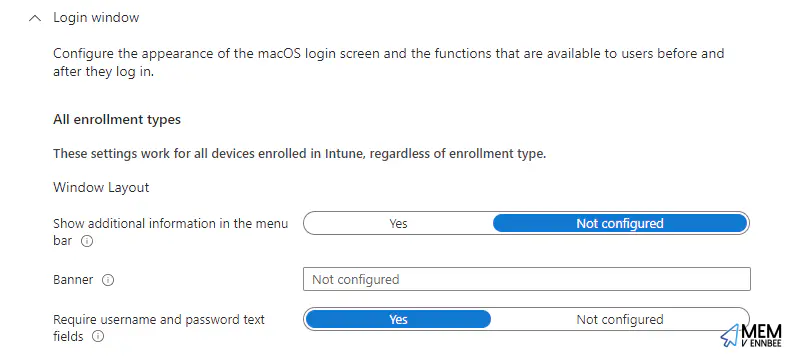 Login window
Configure the appearance of the macOS login screen and the functions that are available to users before and
after they log in.
All enrollment types
These settings work for all devices enrolled in Intune, regardless of enrollment type.
Window Layout
Show additional information in the menu
bar
Yes
Not configured
Banner
Not configured
Require username and password text
fields
Yes
Not configured
MEM
V ENNBEE